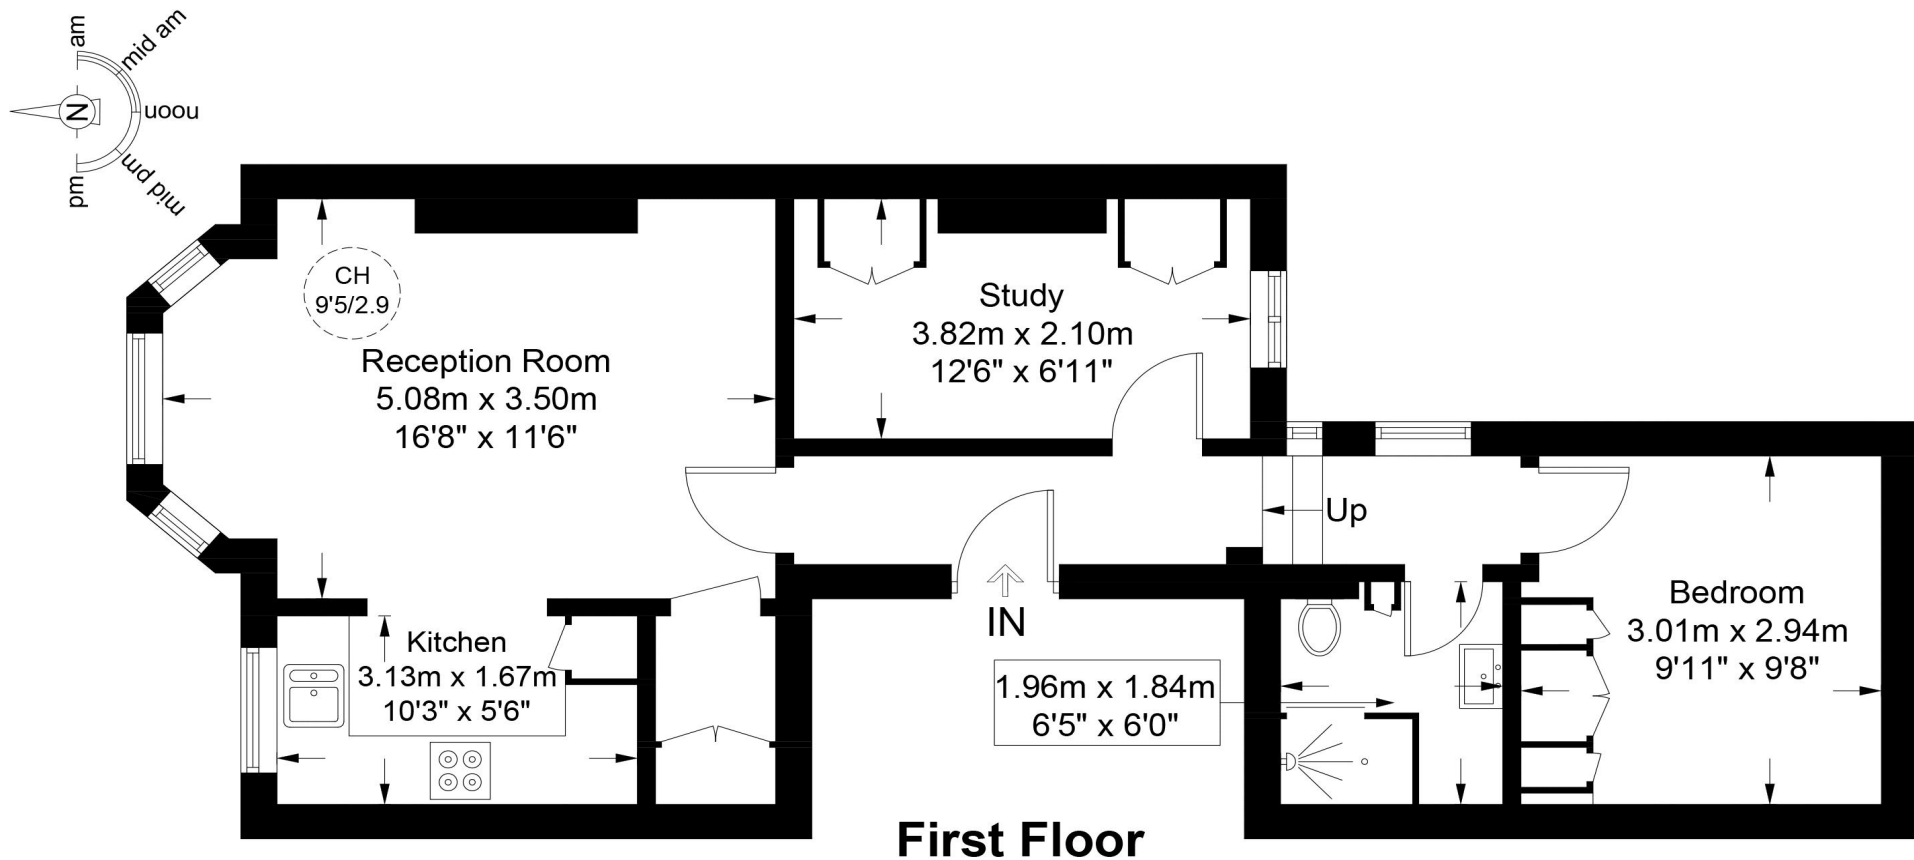 am
mid am
noon
mid pm
pm
N
CH
9'5/2.9
Reception Room
5.08m x 3.50m
16'8" x 11'6"
Study
3.82m x 2.10m
12'6" x 6'11"
Up
IN
Kitchen
3.13m x 1.67m
10'3" x 5'6"
1.96m x 1.84m
6'5" x 6'0"
Bedroom
3.01m x 2.94m
9'11" x 9'8"
First Floor